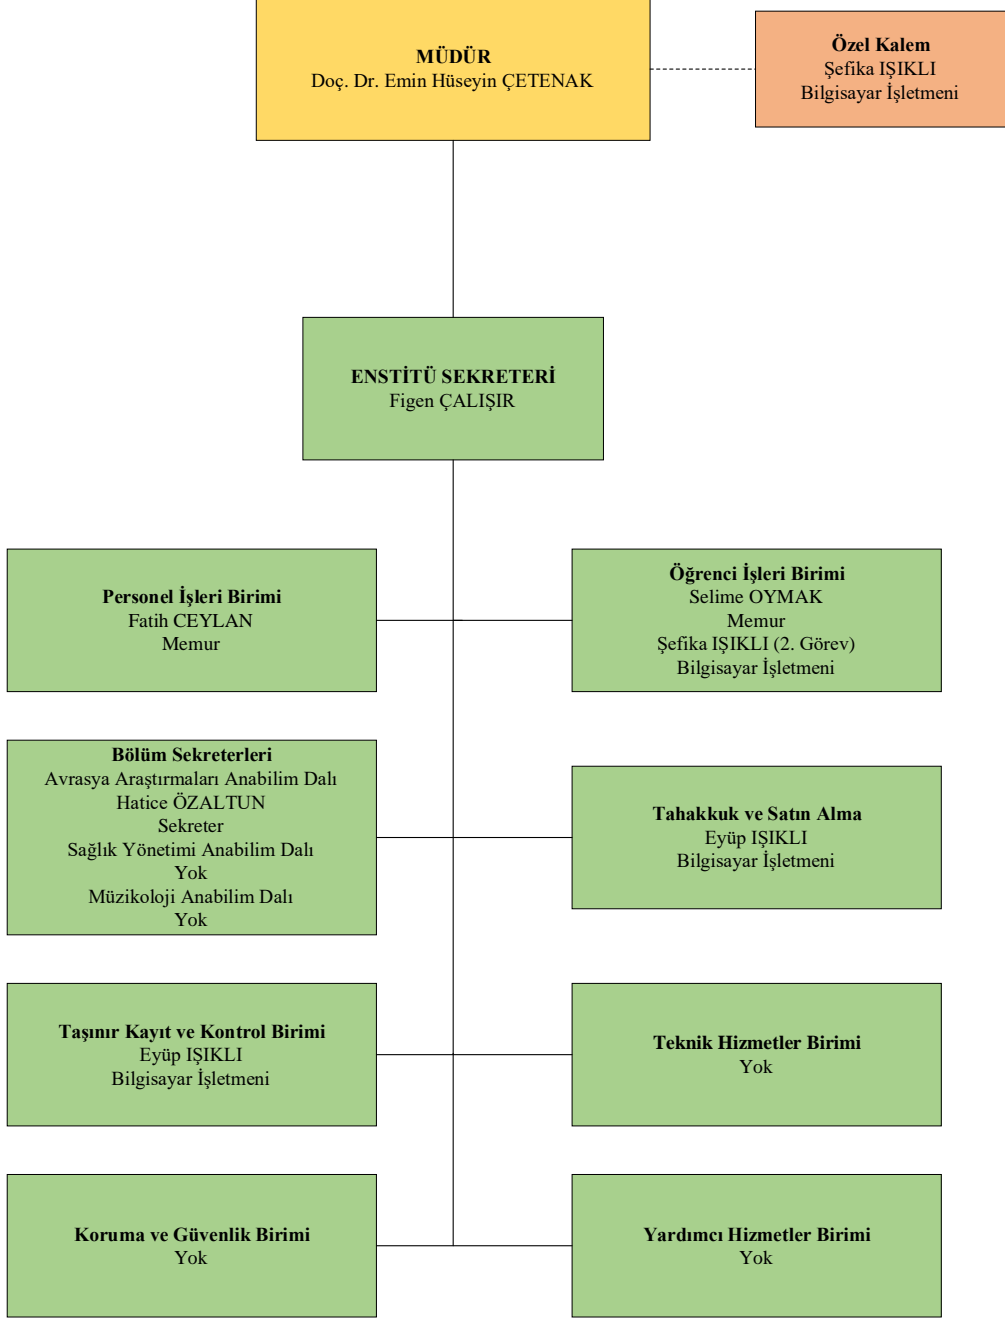 MÜDÜR
Doç. Dr. Emin Hüseyin ÇETENAK
Özel Kalem
Şefika IŞIKLI
Bilgisayar İşletmeni
ENSTİTÜ SEKRETERİ
Figen ÇALIŞIR
Personel İşleri Birimi
Fatih CEYLAN
Memur
Öğrenci İşleri Birimi
Selime OYMAK
Memur
Şefika IŞIKLI (2. Görev)
Bilgisayar İşletmeni
Bölüm Sekreterleri
Avrasya Araştırmaları Anabilim Dalı
Hatice ÖZALTUN
Sekreter
Sağlık Yönetimi Anabilim Dalı
Yok
Müzikoloji Anabilim Dalı
Yok
Tahakkuk ve Satın Alma
Eyüp IŞIKLI
Bilgisayar İşletmeni
Taşınır Kayıt ve Kontrol Birimi
Eyüp IŞIKLI
Bilgisayar İşletmeni
Teknik Hizmetler Birimi
Yok
Koruma ve Güvenlik Birimi
Yok
Yardımcı Hizmetler Birimi
Yok